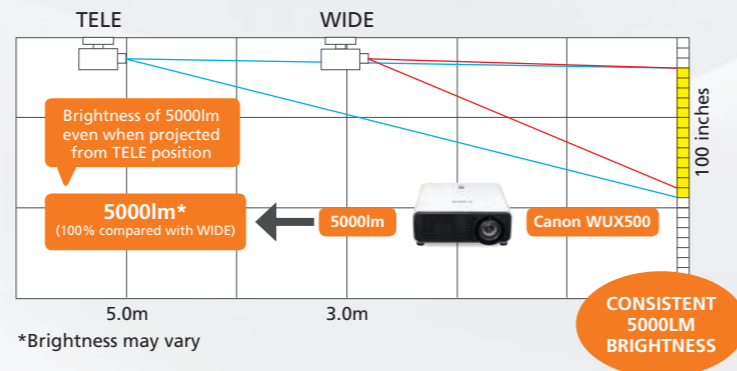 TELE
WIDE
Brightness of 5000lm
even when projected
from TELE position
5000lm*
(100% compared with WIDE)
5000lm
Canon WUX500
100 inches
5.0m
3.0m
*Brightness may vary
CONSISTENT
5000LM
BRIGHTNESS